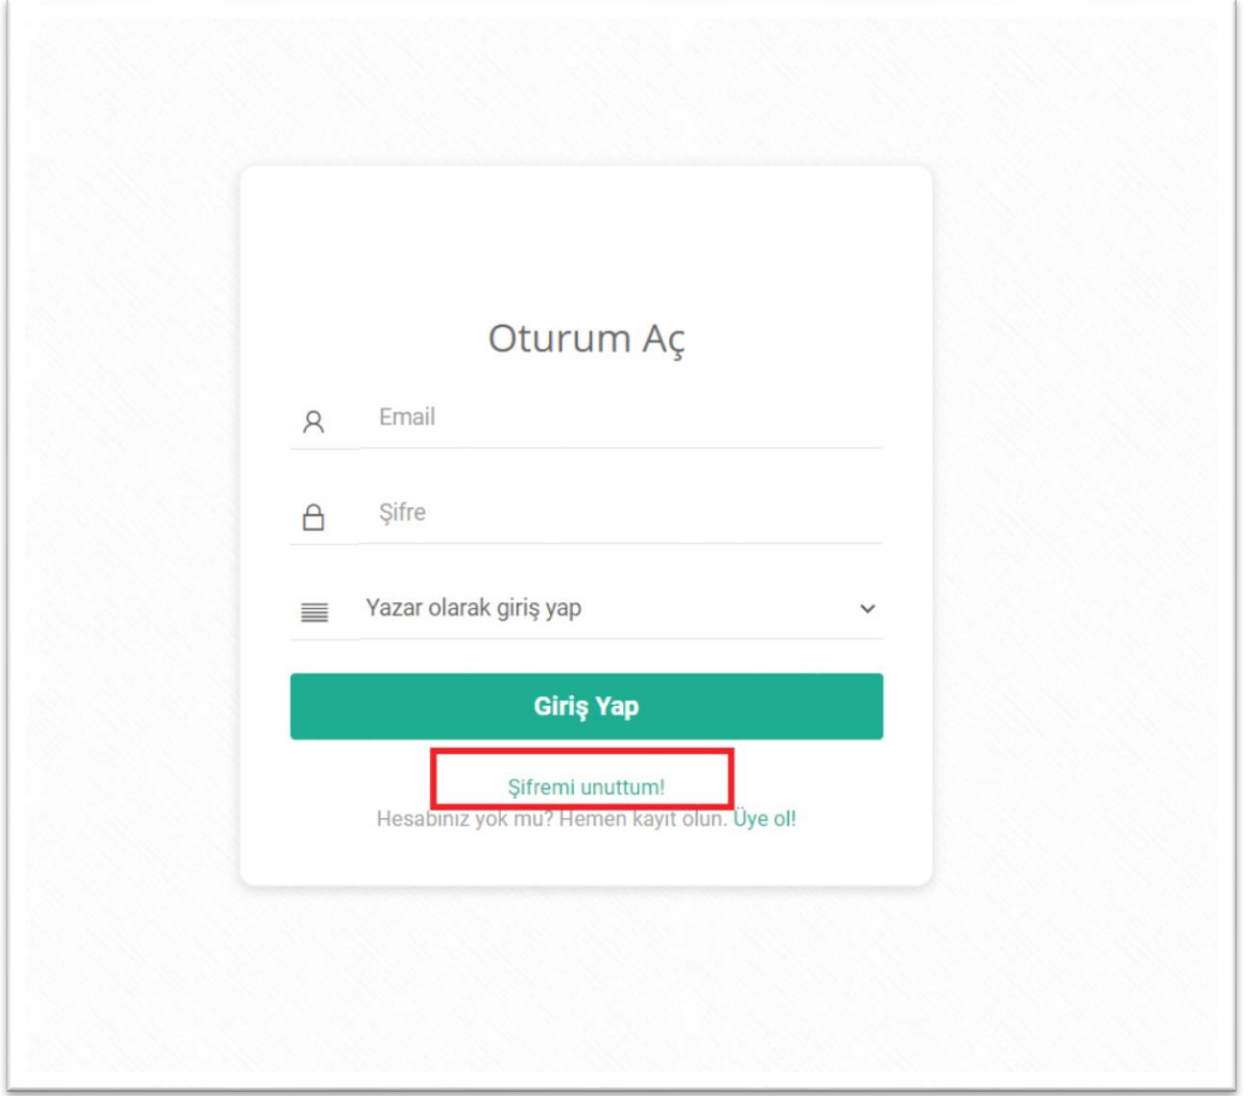 Oturum Aç
Email
Şifre
Yazar olarak giriş yap
Giriş Yap
Şifremi unuttum!
Hesabınız yok mu? Hemen kayıt olun. Üye ol!